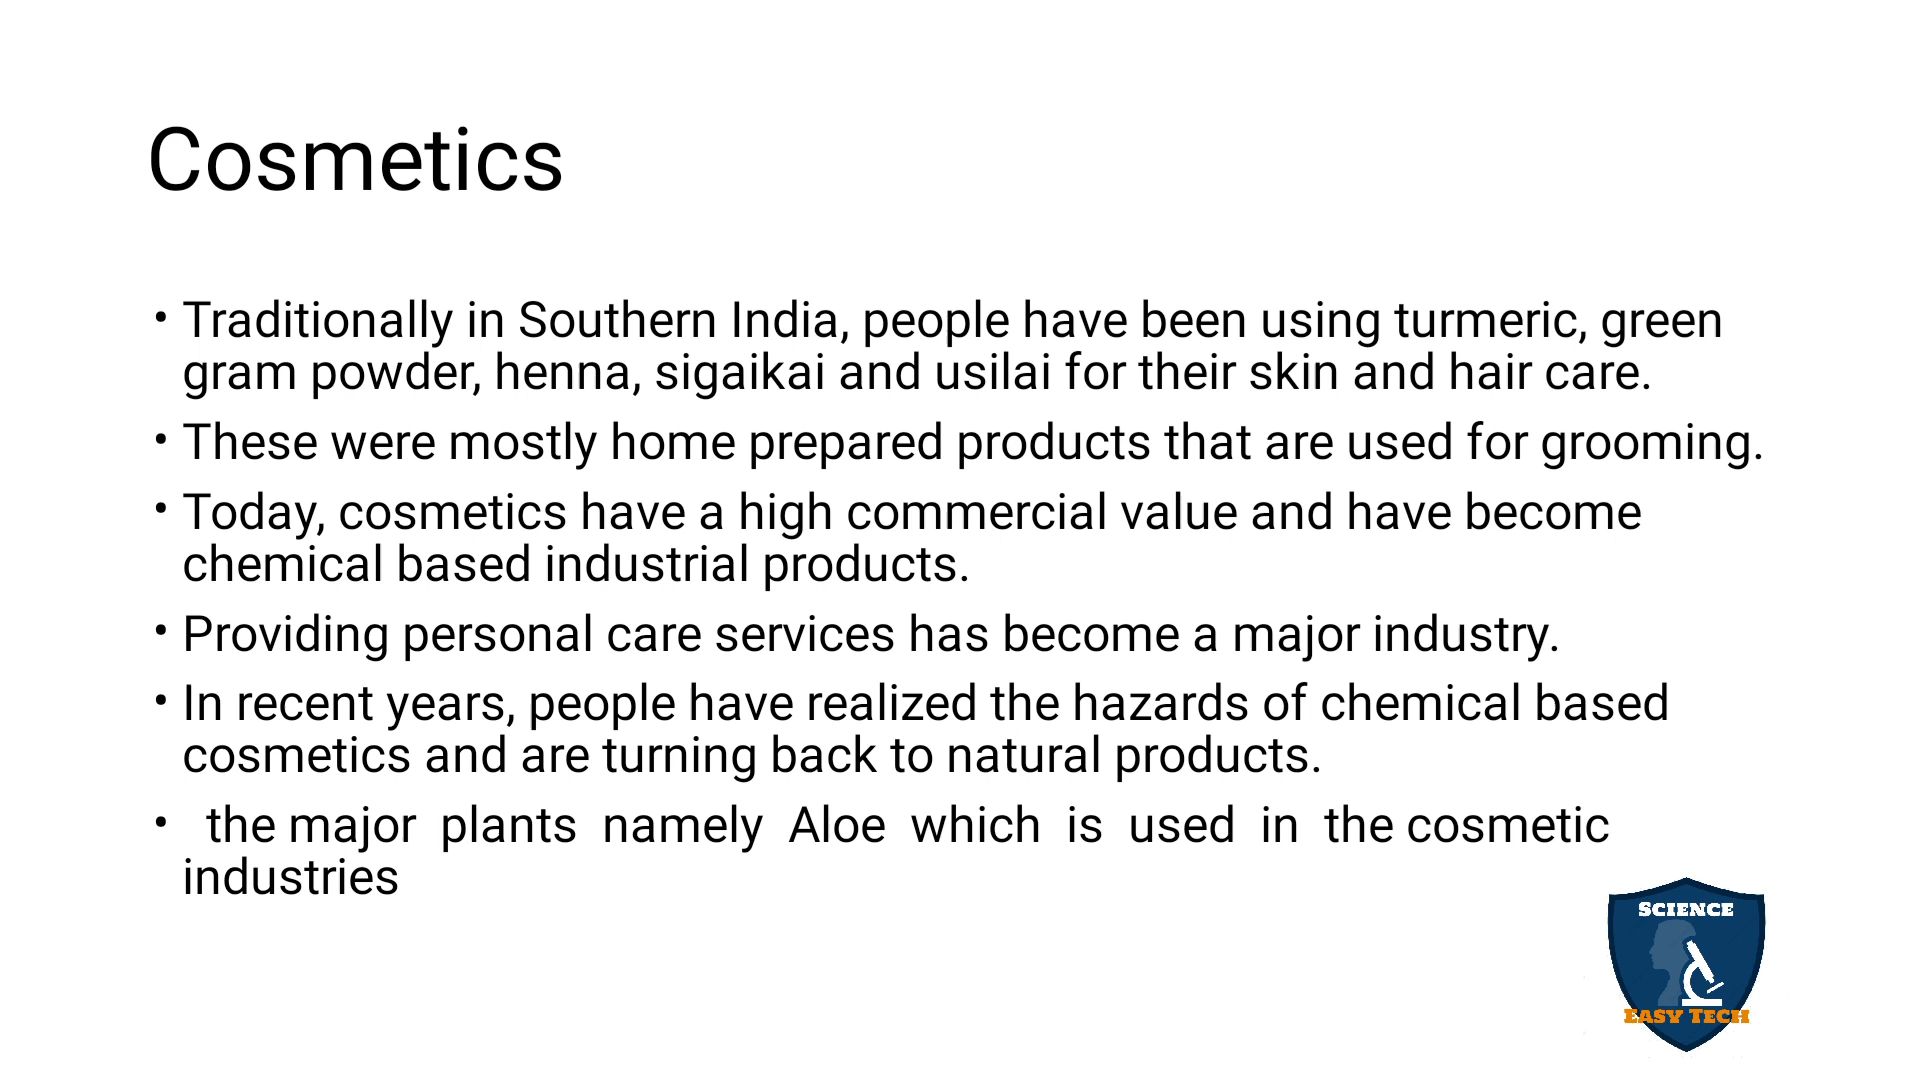 Cosmetics
• Traditionally in Southern India, people have been using turmeric, green
gram powder, henna, sigaikai and usilai for their skin and hair care.
• These were mostly home prepared products that are used for grooming.
• Today, cosmetics have a high commercial value and have become
chemical based industrial products.
• Providing personal care services has become a major industry.
• In recent years, people have realized the hazards of chemical based
cosmetics and are turning back to natural products.
• the major plants namely Aloe which is used in the cosmetic
industries
SCIENCE
EASY TECH